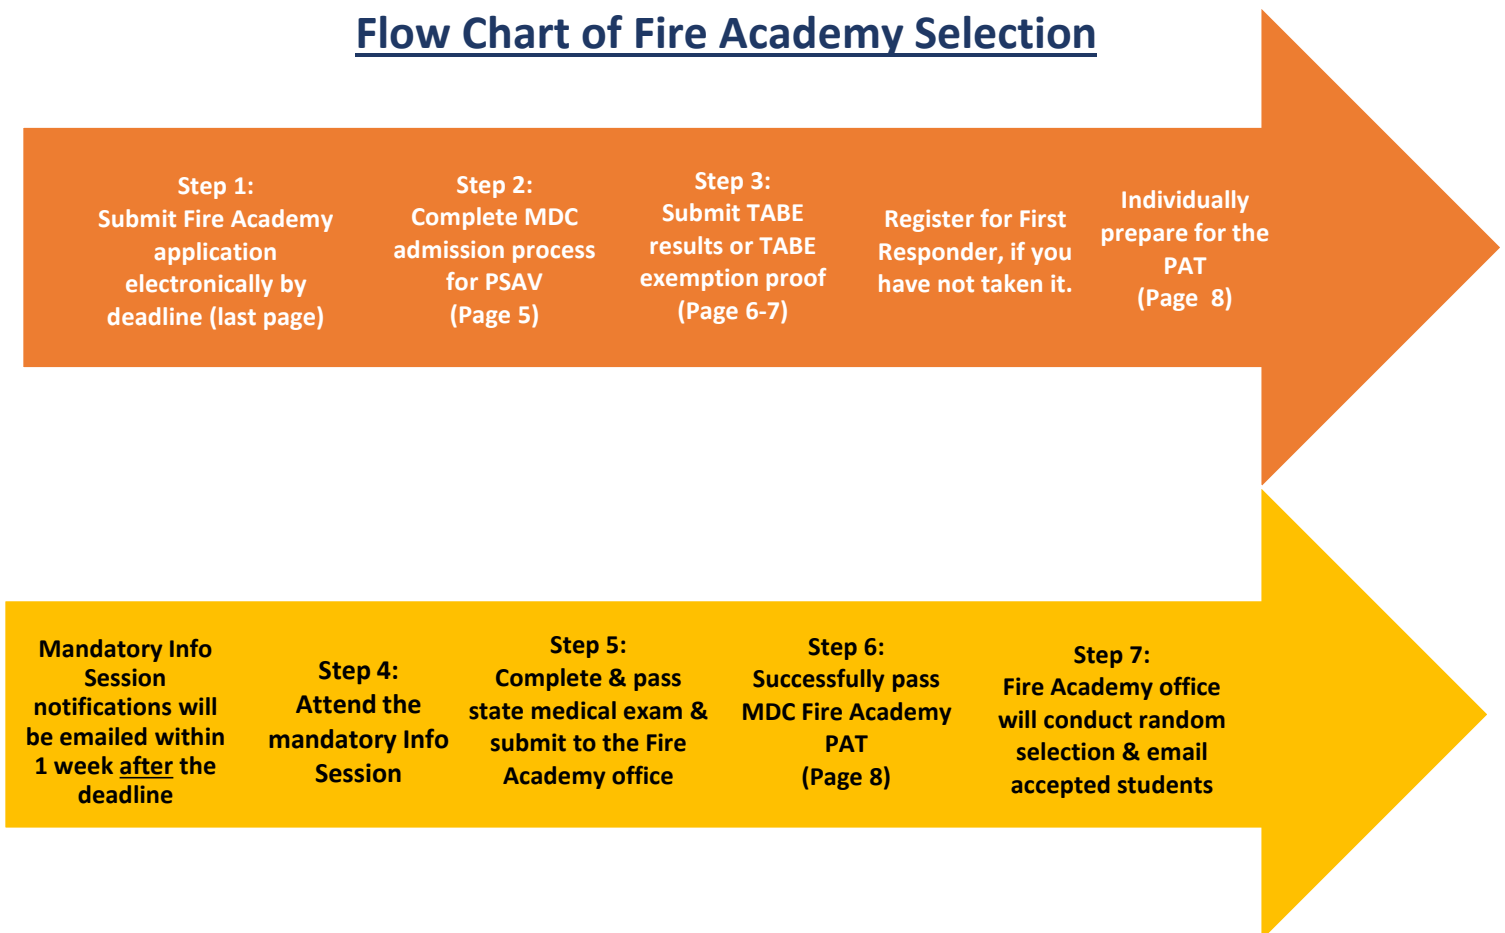 Flow Chart of Fire Academy Selection
Step 1:
Submit Fire Academy
application
electronically by
deadline (last page)
Step 2:
Complete MDC
admission process
for PSAV
(Page 5)
Step 3:
Submit TABE
results or TABE
exemption proof
(Page 6-7)
Register for First
Responder, if you
have not taken it.
Individually
prepare for the
PAT
(Page  8)
Mandatory Info
Session
notifications will
be emailed within
1 week after the
deadline
Step 4:
Attend the
mandatory Info
Session
Step 5:
Complete & pass
state medical exam &
submit to the Fire
Academy office
Step 6:
Successfully pass
MDC Fire Academy
PAT
(Page 8)
Step 7:
Fire Academy office
will conduct random
selection & email
accepted students